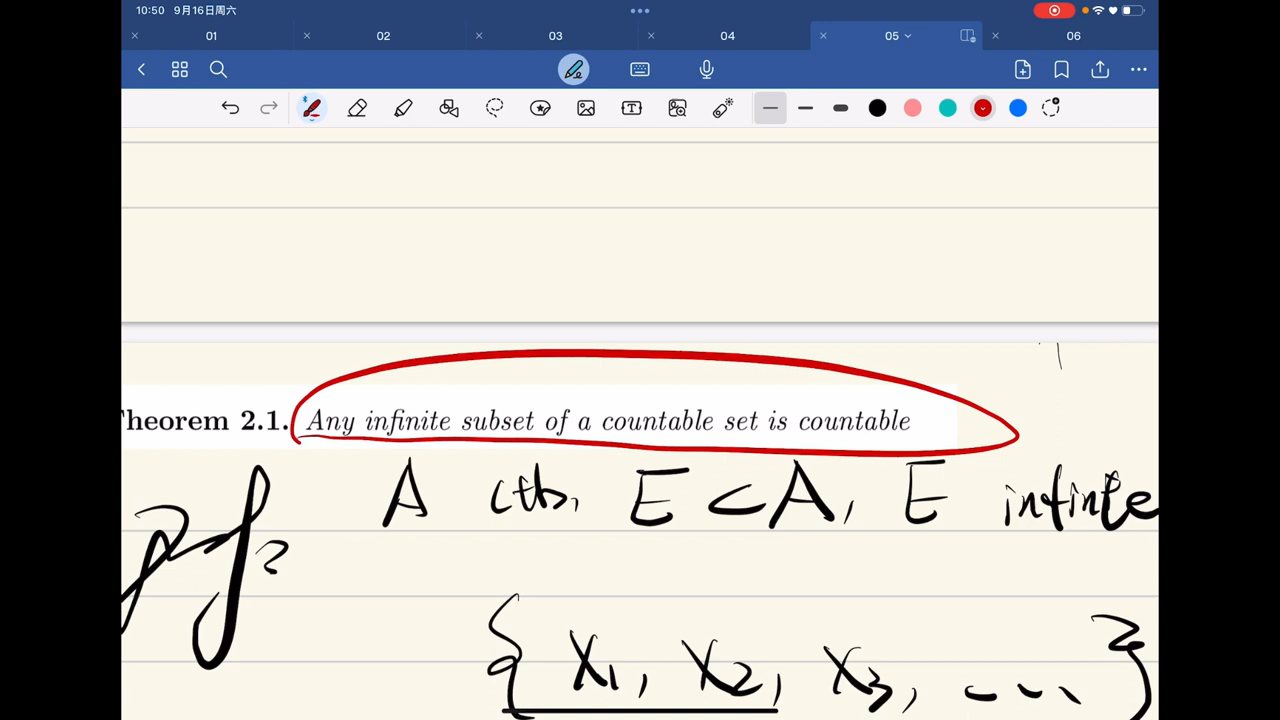 10:50 9月16日周六
01 02 03 04 05 06
Theorem 2.1. Any infinite subset of a countable set is countable
pf: A ctb, E ⊂ A, E infinite
{ x1, x2, x3, ... }